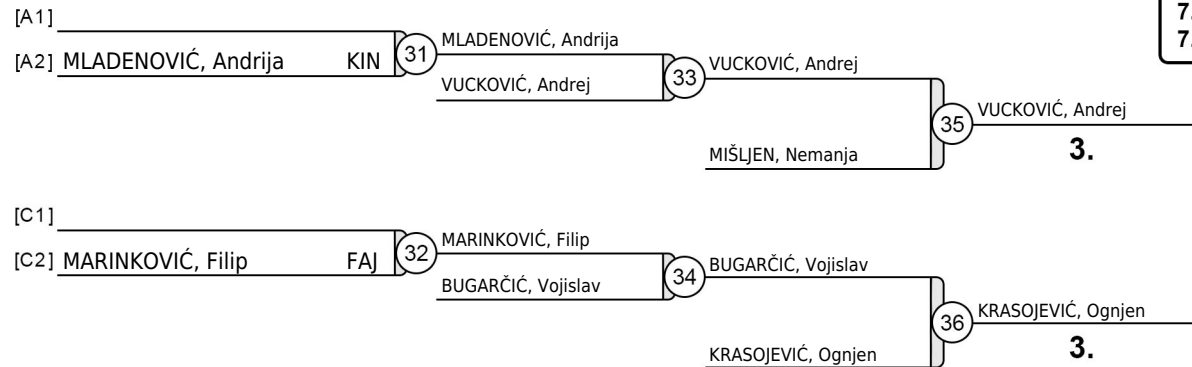 [A1]
7.
7.
[A2] MLADENOVIĆ, Andrija KIN
31
MLADENOVIĆ, Andrija
VUCKOVIĆ, Andrej
33
VUCKOVIĆ, Andrej
MIŠLJEN, Nemanja
35
VUCKOVIĆ, Andrej
3.
[C1]
[C2] MARINKOVIĆ, Filip FAJ
32
MARINKOVIĆ, Filip
BUGARČIĆ, Vojislav
34
BUGARČIĆ, Vojislav
KRASOJEVIĆ, Ognjen
36
KRASOJEVIĆ, Ognjen
3.